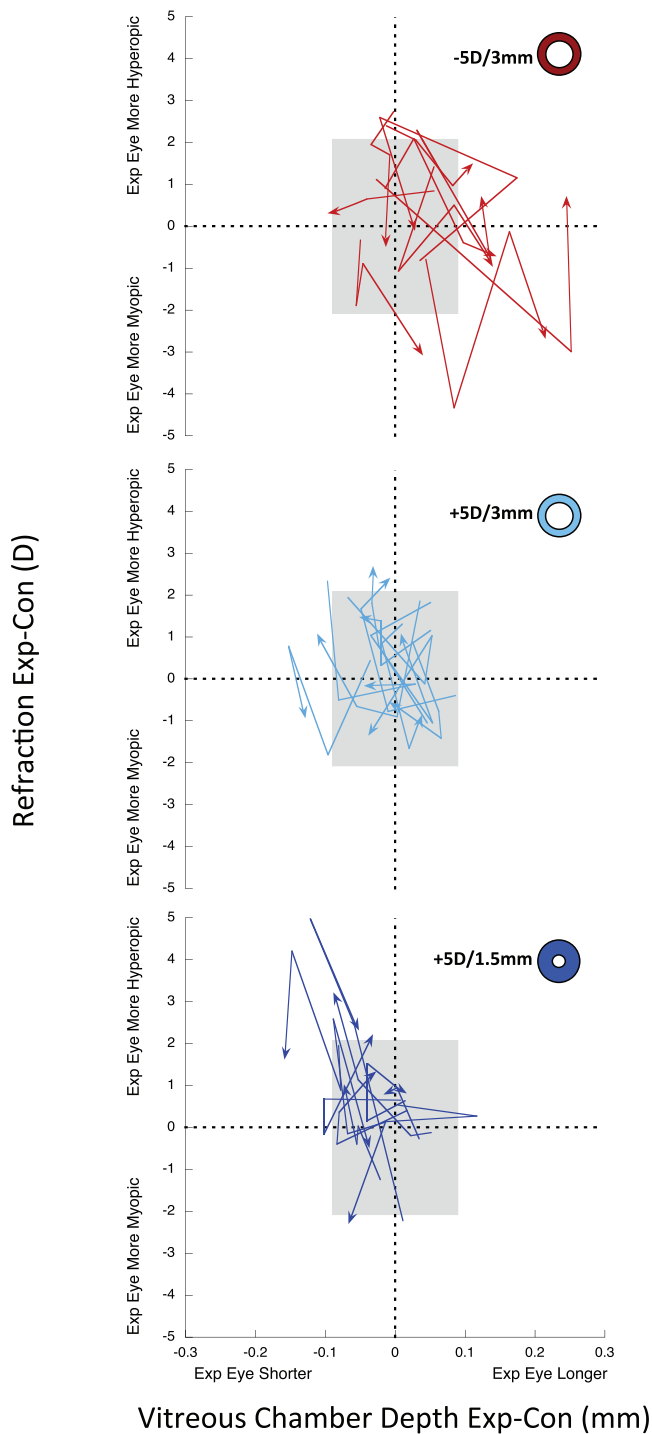 Refraction Exp-Con (D)
Exp Eye More Hyperopic
Exp Eye More Myopic
5
4
3
2
1
0
-1
-2
-3
-4
-5
-5D/3mm
Exp Eye More Hyperopic
Exp Eye More Myopic
5
4
3
2
1
0
-1
-2
-3
-4
-5
+5D/3mm
Exp Eye More Hyperopic
Exp Eye More Myopic
5
4
3
2
1
0
-1
-2
-3
-4
-5
+5D/1.5mm
-0.3 -0.2 -0.1 0 0.1 0.2 0.3
Exp Eye Shorter Exp Eye Longer
Vitreous Chamber Depth Exp-Con (mm)